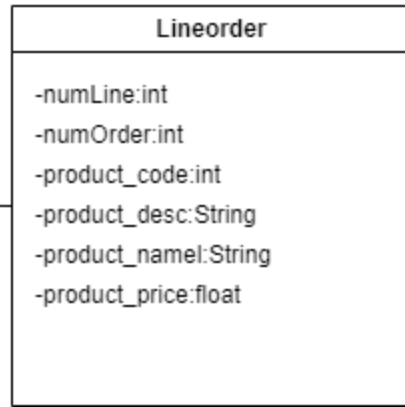 Lineorder
-numLine:int
-numOrder:int
-product_code:int
-product_desc:String
-product_namel:String
-product_price:float